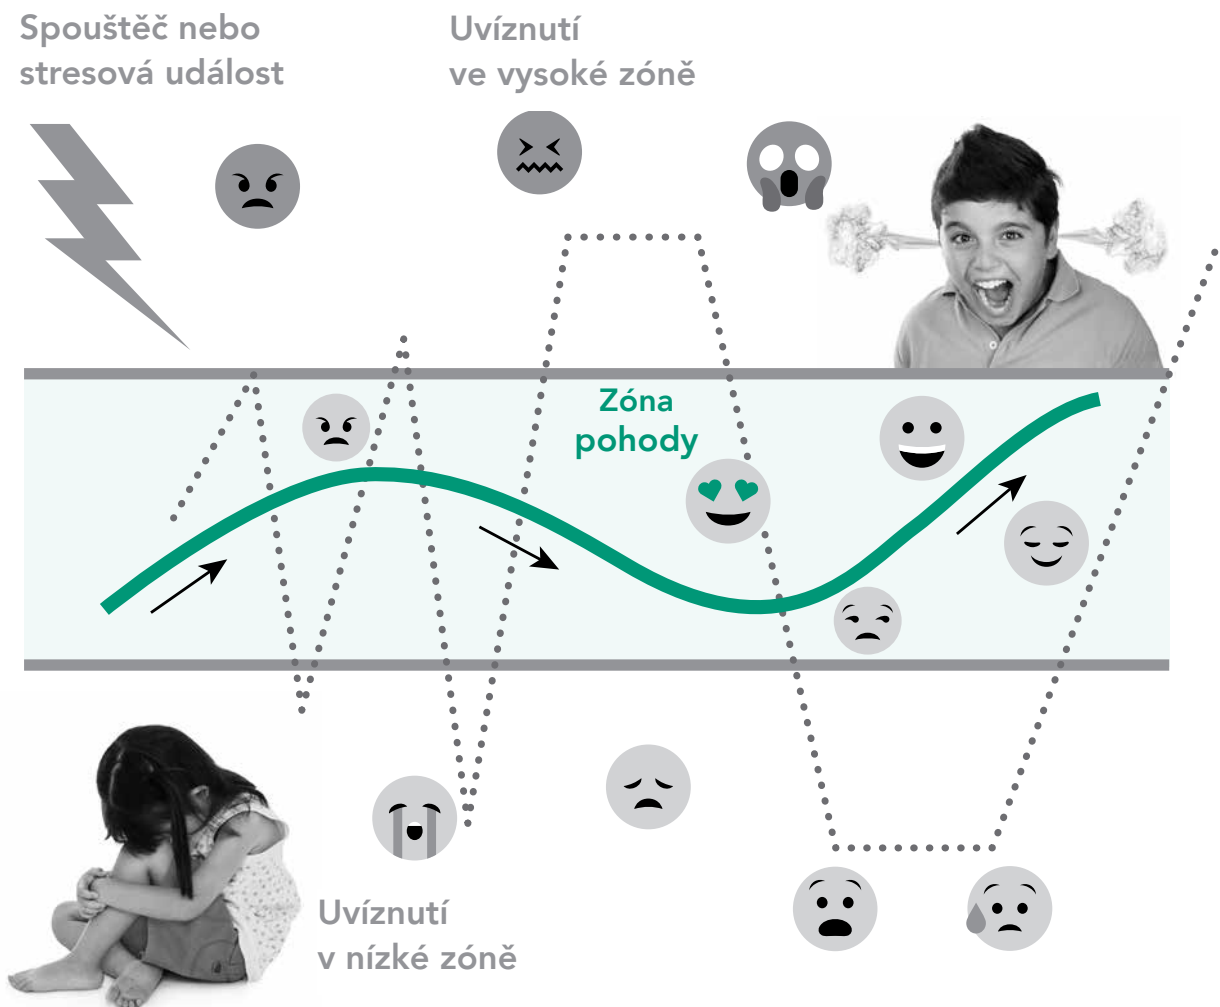 Spouštěč nebo
stresová událost
Uvíznutí
ve vysoké zóně
Zóna
pohody
Uvíznutí
v nízké zóně